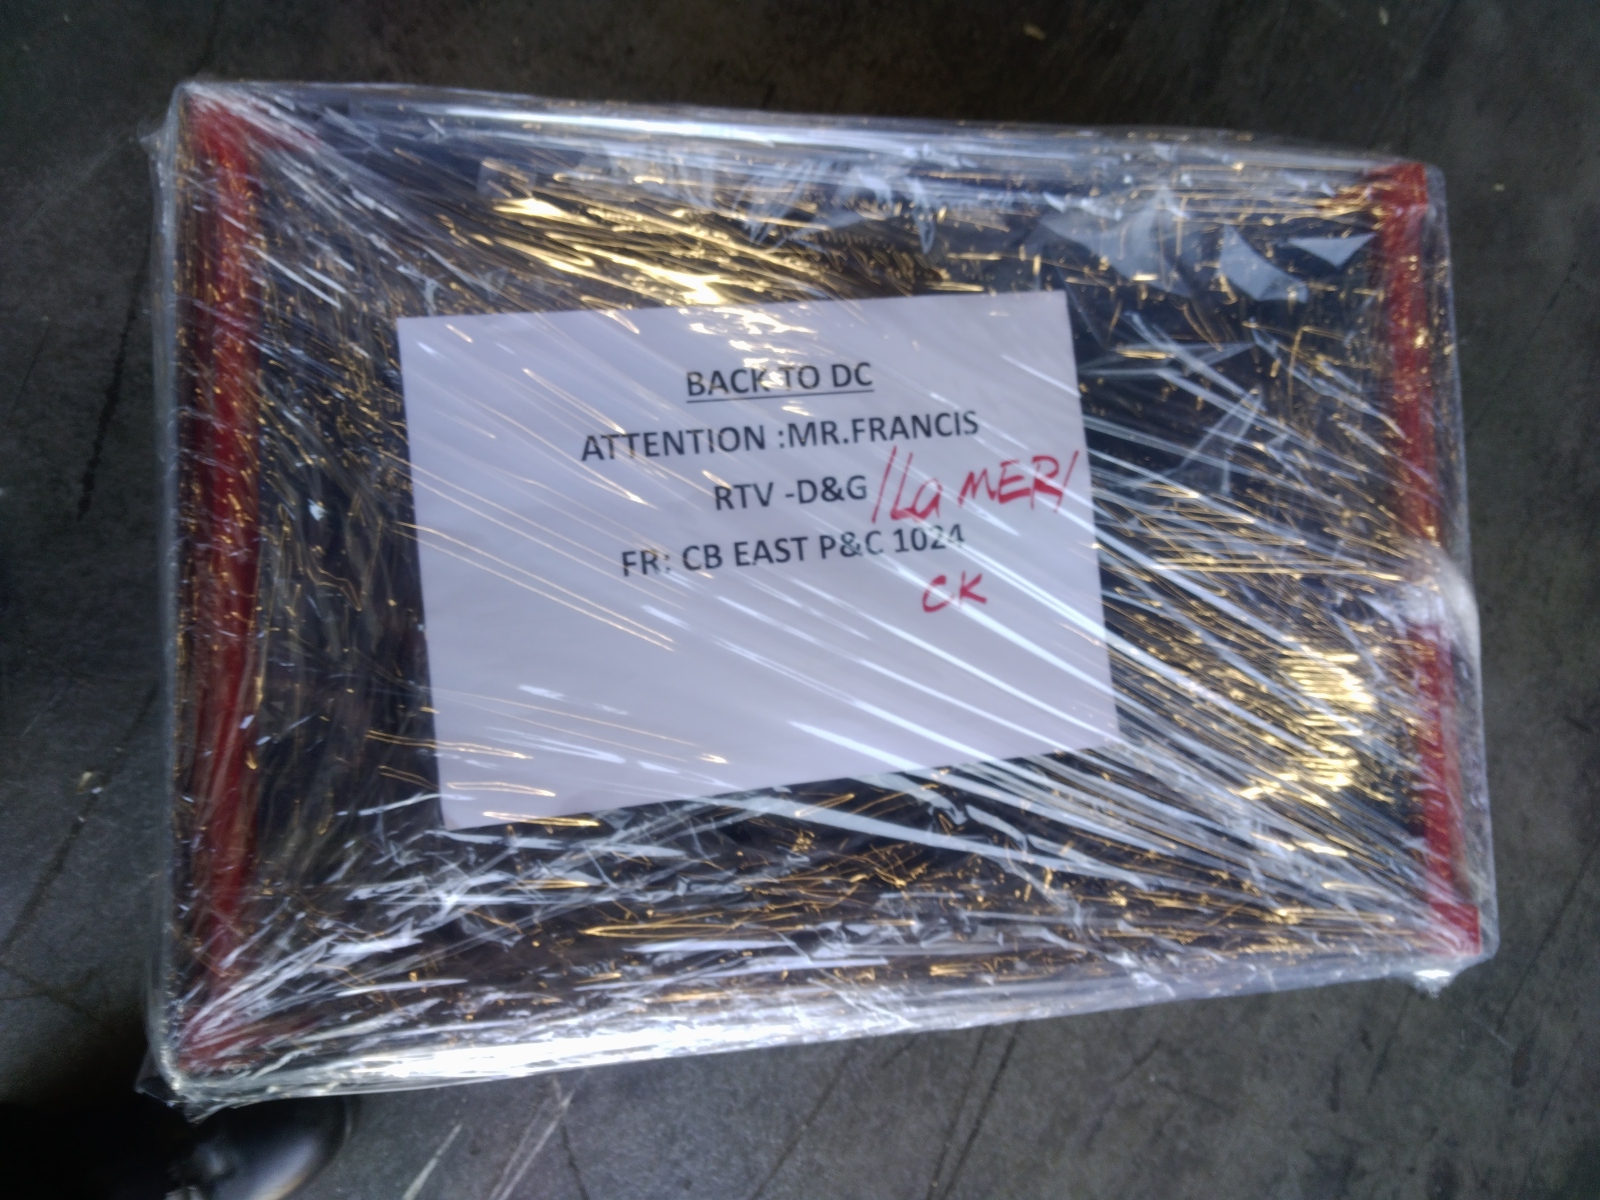 BACK TO DC
ATTENTION :MR.FRANCIS
RTV -D&G /La MER/
FR: CB EAST P&C 1024
CK